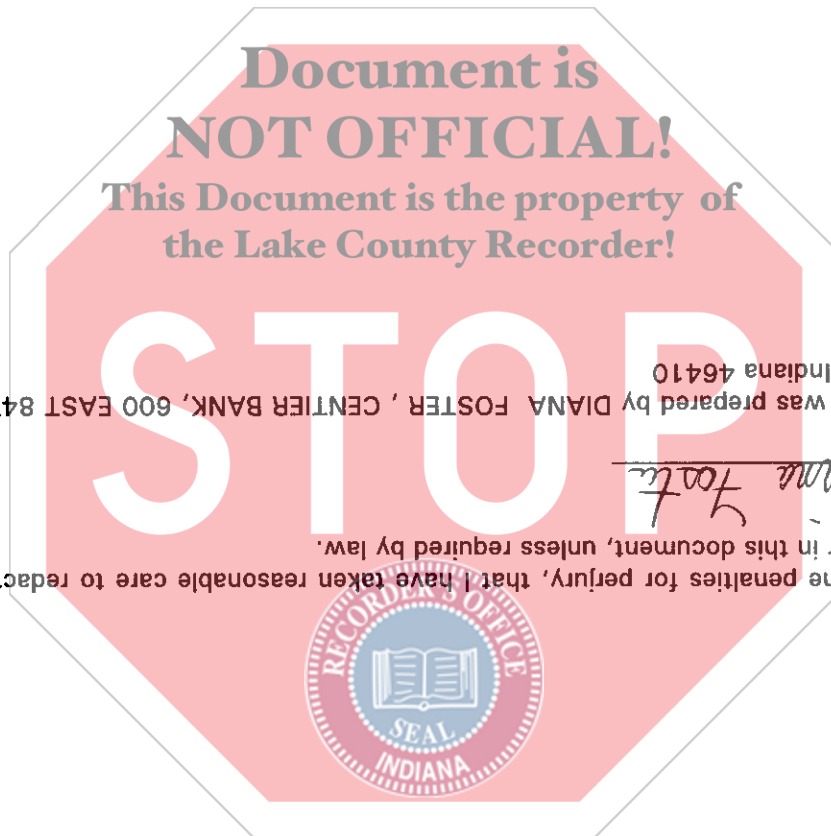 Document is
NOT OFFICIAL!
This Document is the property of
the Lake County Recorder!
STOP
RECORDER'S OFFICE
SEAL
INDIANA
ne penalties for perjury, that I have taken reasonable care to redac
r in this document, unless required by law.
Foster
was prepared by DIANA FOSTER , CENTIER BANK, 600 EAST 84
Indiana 46410